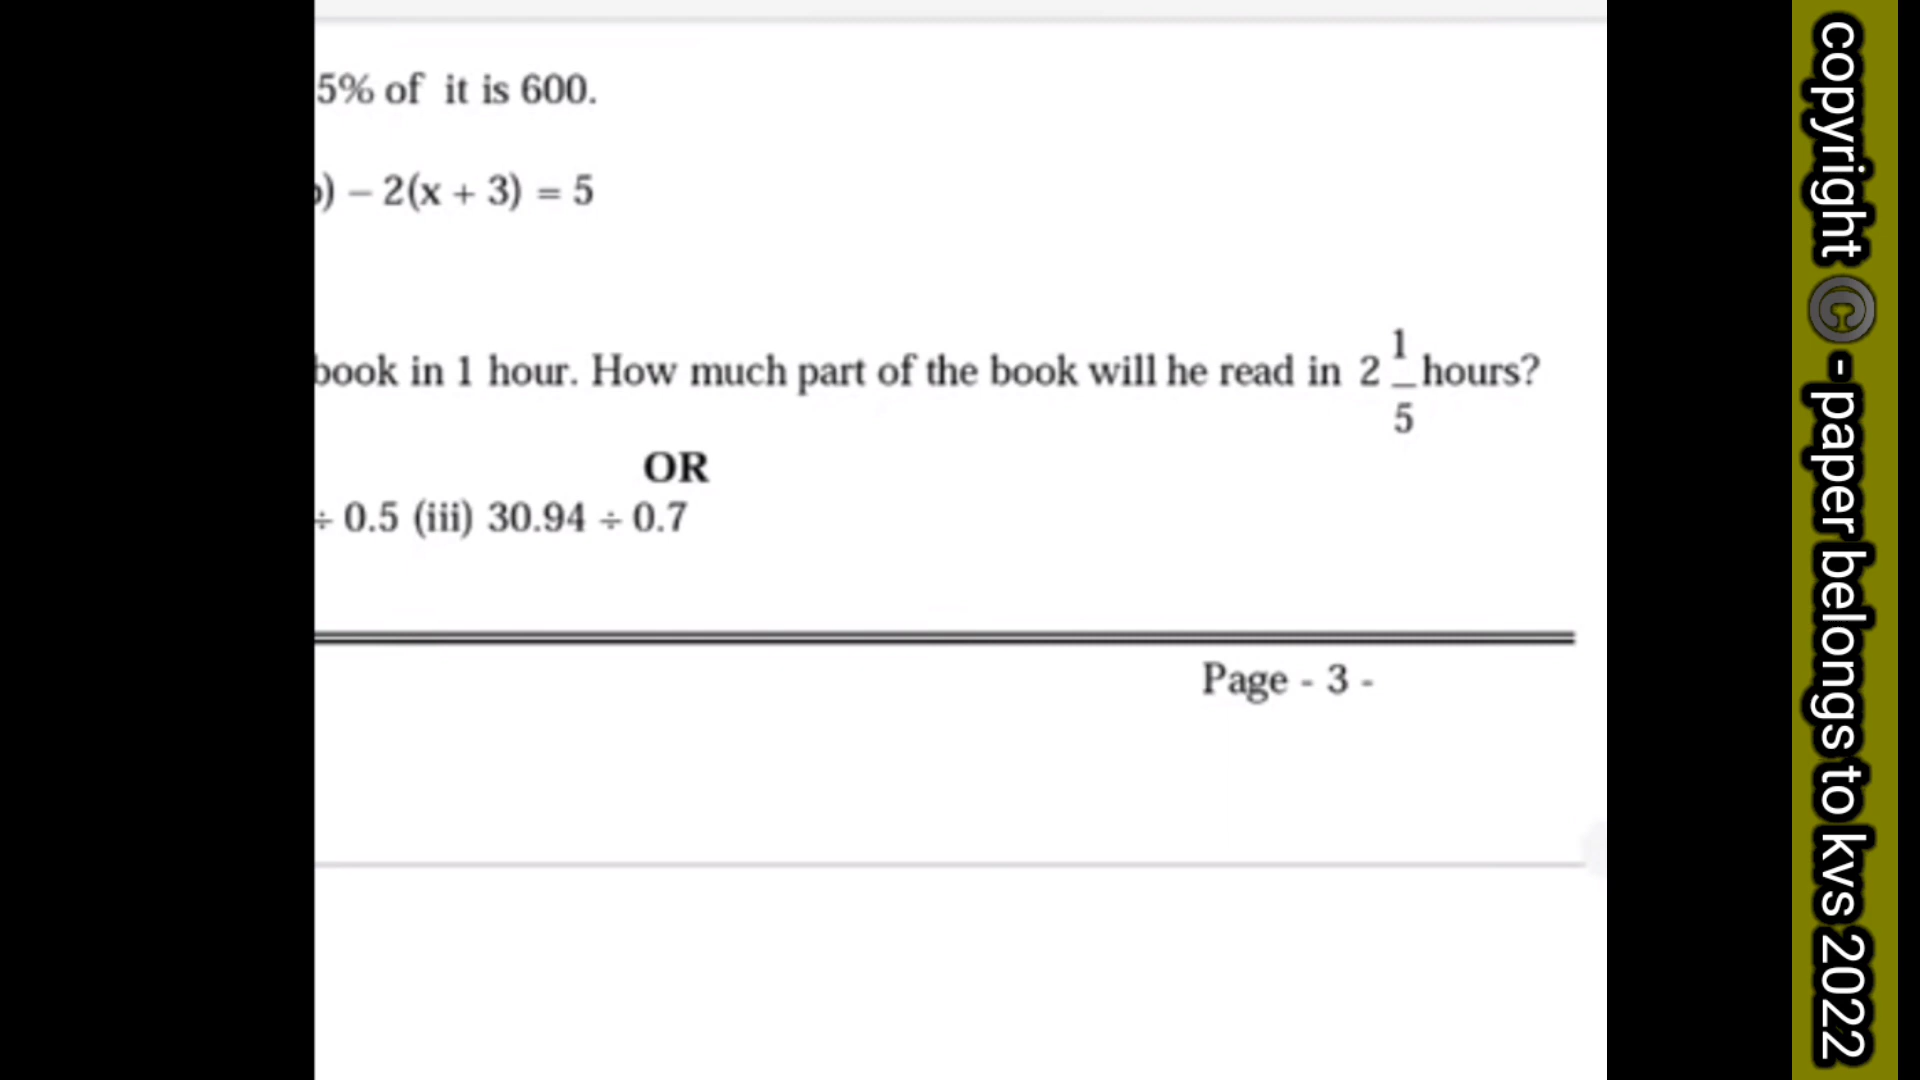 5% of it is 600.
) – 2(x + 3) = 5
book in 1 hour. How much part of the book will he read in 2 1/5 hours?
OR
÷ 0.5 (iii) 30.94 ÷ 0.7
Page - 3 -
copyright © - paper belongs to kvs 2022